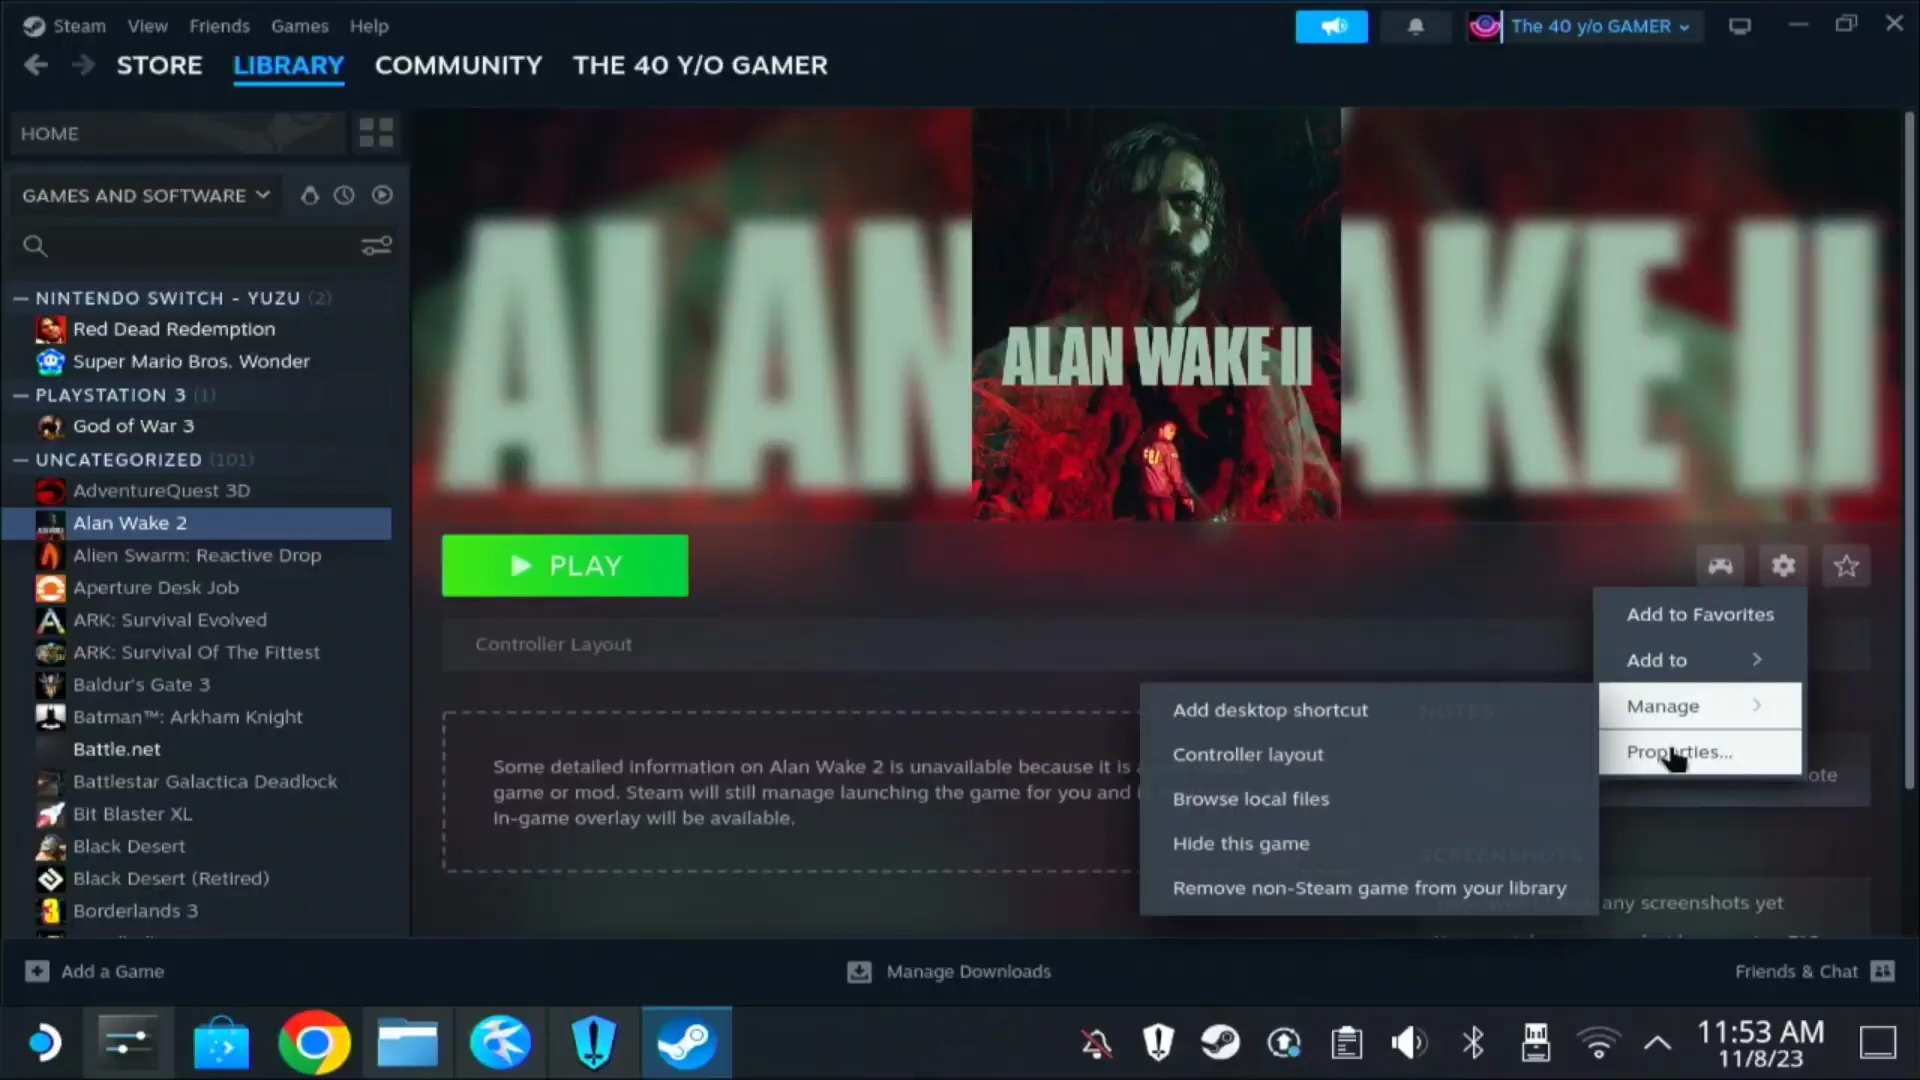 Steam View Friends Games Help
The 40 y/o GAMER
STORE LIBRARY COMMUNITY THE 40 Y/O GAMER
HOME
GAMES AND SOFTWARE
NINTENDO SWITCH - YUZU (2)
Red Dead Redemption
Super Mario Bros. Wonder
PLAYSTATION 3 (1)
God of War 3
UNCATEGORIZED (101)
AdventureQuest 3D
Alan Wake 2
Alien Swarm: Reactive Drop
Aperture Desk Job
ARK: Survival Evolved
ARK: Survival Of The Fittest
Baldur's Gate 3
Batman™: Arkham Knight
Battle.net
Battlestar Galactica Deadlock
Bit Blaster XL
Black Desert
Black Desert (Retired)
Borderlands 3
ALAN WAKE II
ALAN WAKE II
PLAY
Controller Layout
Some detailed information on Alan Wake 2 is unavailable because it is a
game or mod. Steam will still manage launching the game for you and
in-game overlay will be available.
Add to Favorites
Add to
Manage
Properties...
Add desktop shortcut
Controller layout
Browse local files
Hide this game
Remove non-Steam game from your library
NOTES
ote
SCREENSHOTS
any screenshots yet
Add a Game
Manage Downloads
Friends & Chat
11:53 AM
11/8/23